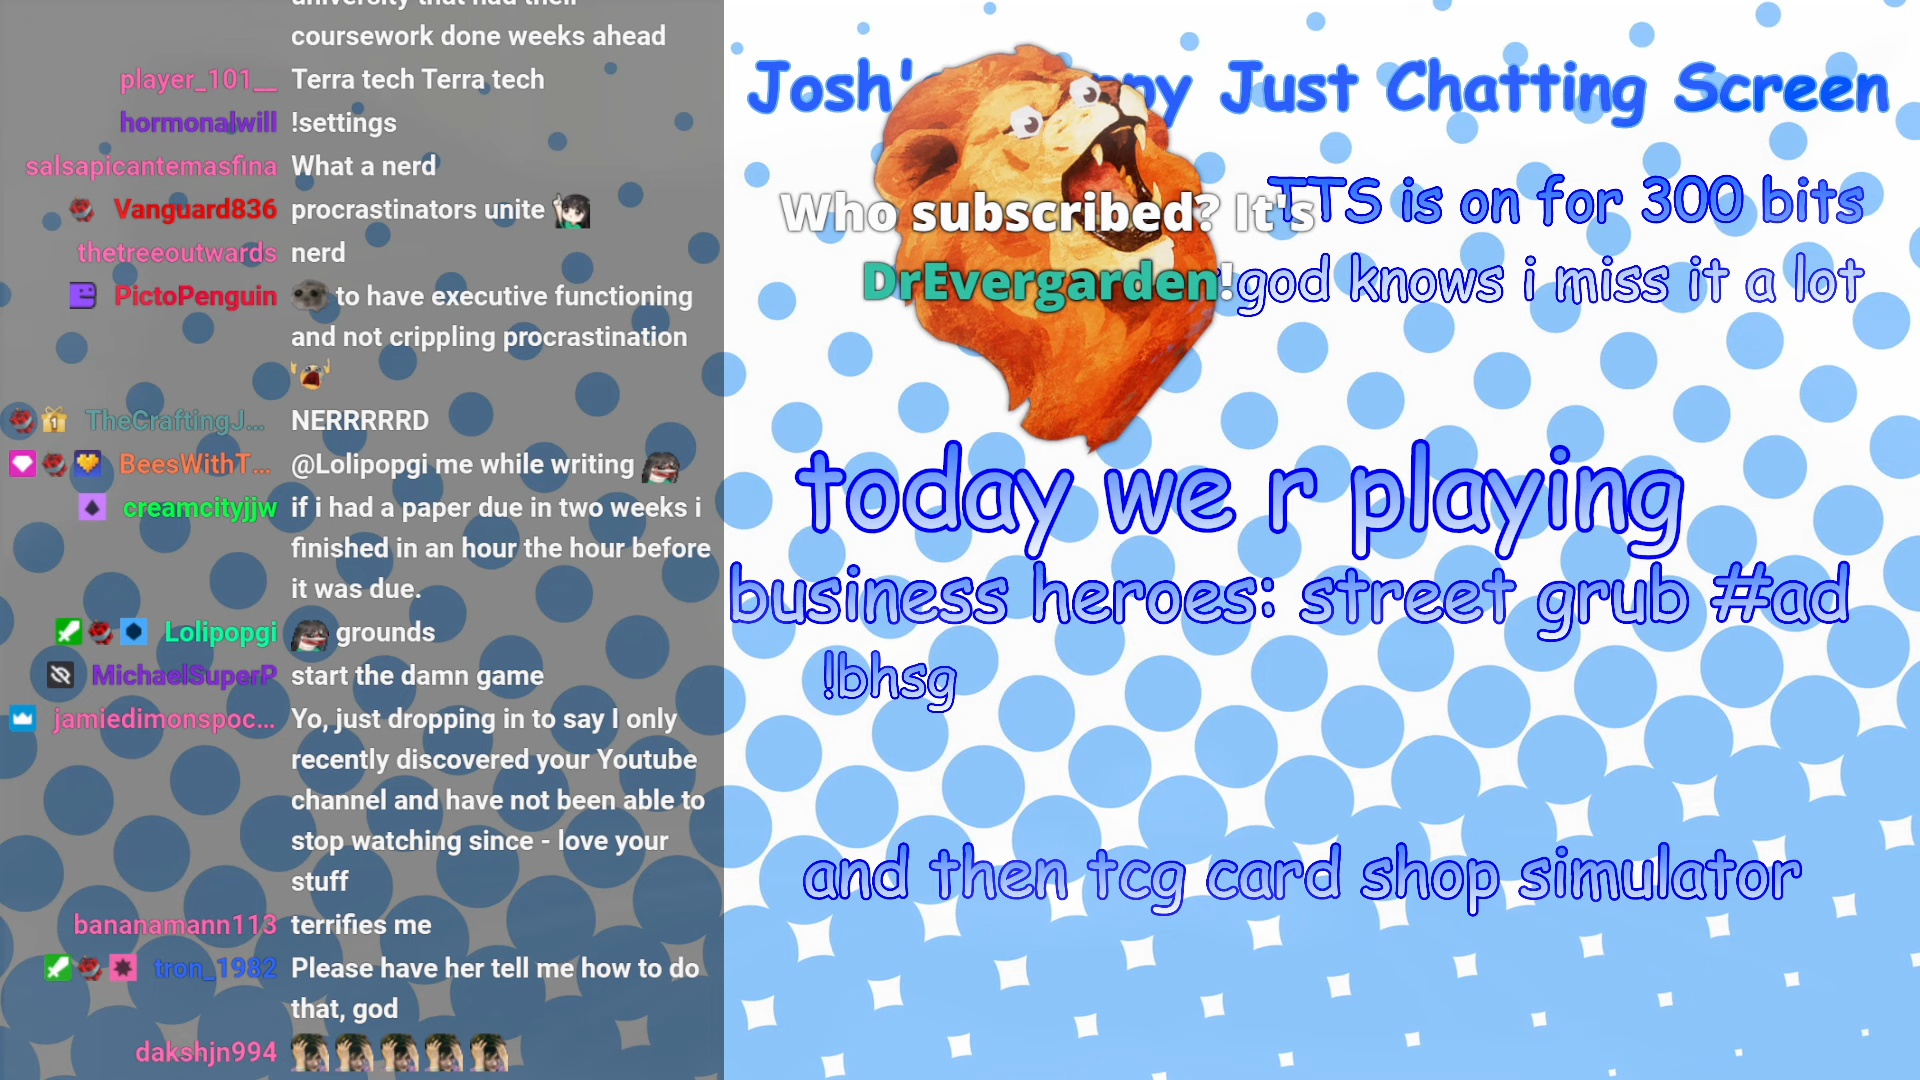 university that had their
coursework done weeks ahead
player_101__ Terra tech Terra tech
hormonalwill !settings
salsapicantemasfina What a nerd
Vanguard836 procrastinators unite
thetreeoutwards nerd
PictoPenguin to have executive functioning
and not crippling procrastination
TheCraftingJ... NERRRRRD
BeesWithT... @Lolipopgi me while writing
creamcityjjw if i had a paper due in two weeks i
finished in an hour the hour before
it was due.
Lolipopgi grounds
MichaelSuperP start the damn game
jamiedimonspoc... Yo, just dropping in to say I only
recently discovered your Youtube
channel and have not been able to
stop watching since - love your
stuff
bananamann113 terrifies me
tron_1982 Please have her tell me how to do
that, god
dakshjn994
Josh' Just Chatting Screen
TTS is on for 300 bits
Who subscribed? It's
DrEvergarden!
god knows i miss it a lot
today we r playing
business heroes: street grub #ad
!bhsg
and then tcg card shop simulator